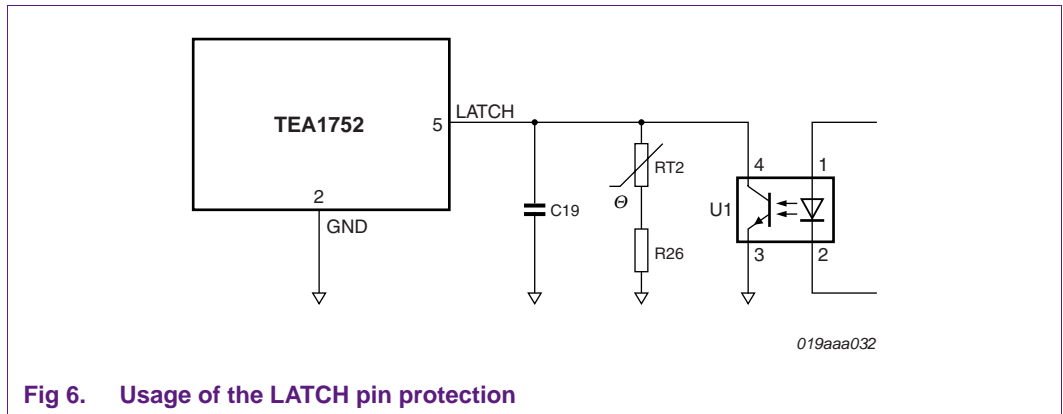 TEA1752
5
LATCH
2
GND
C19
RT2
Θ
R26
4
1
U1
3
2
019aaa032
Fig 6. Usage of the LATCH pin protection